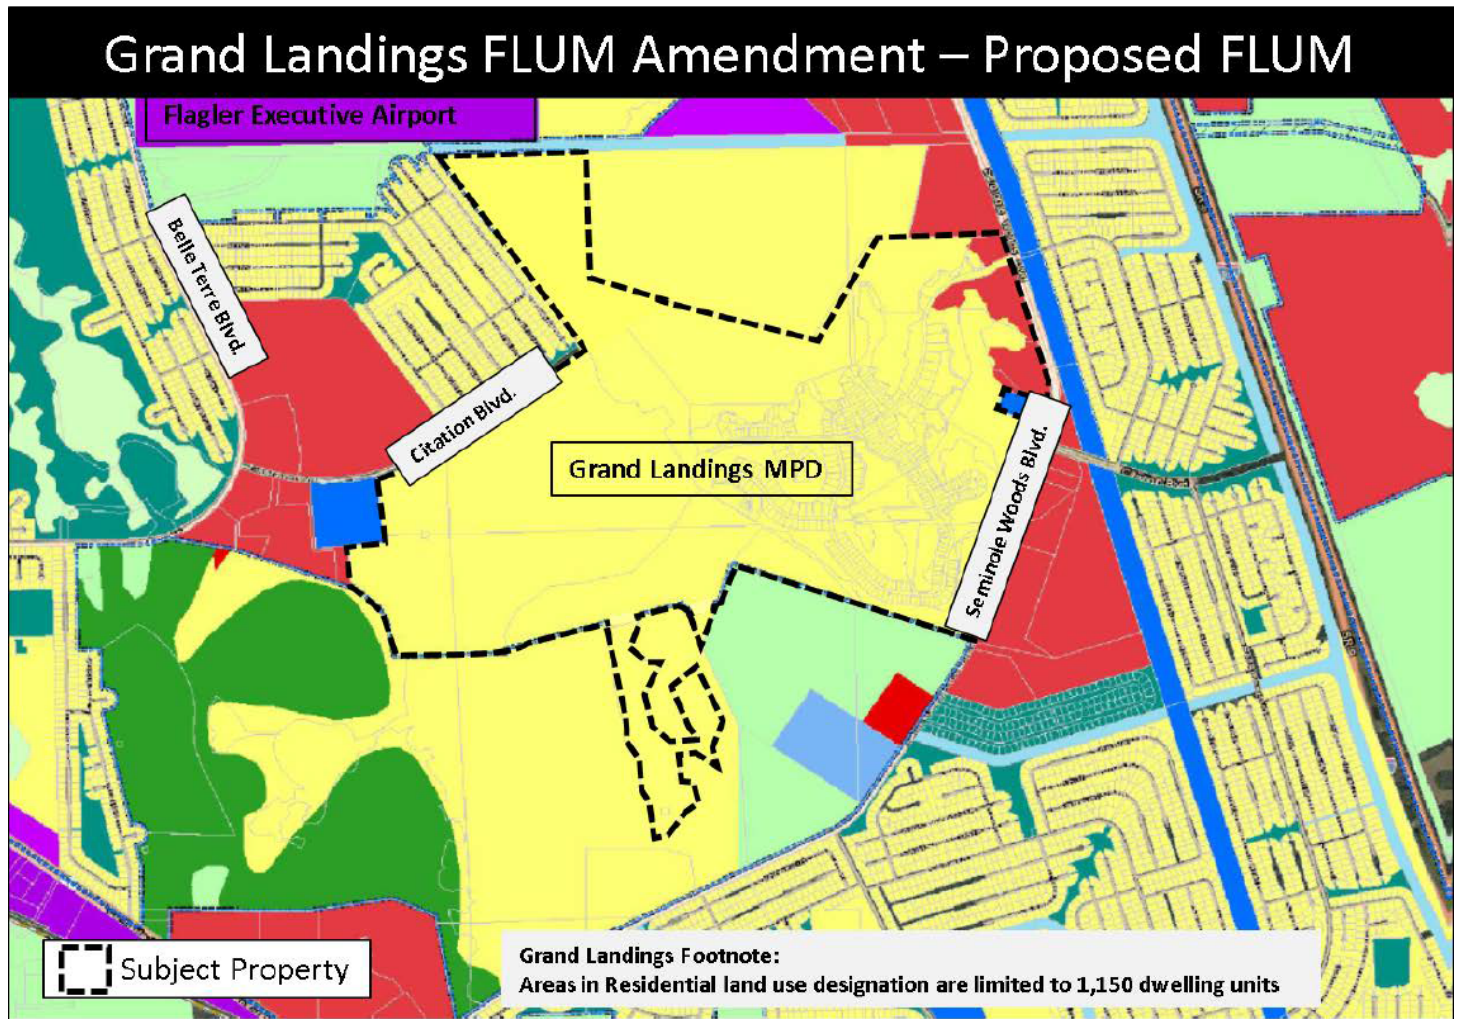 Grand Landings FLUM Amendment – Proposed FLUM
Flagler Executive Airport
Belle Terre Blvd.
Citation Blvd.
Grand Landings MPD
Seminole Woods Blvd.
Subject Property
Grand Landings Footnote:
Areas in Residential land use designation are limited to 1,150 dwelling units